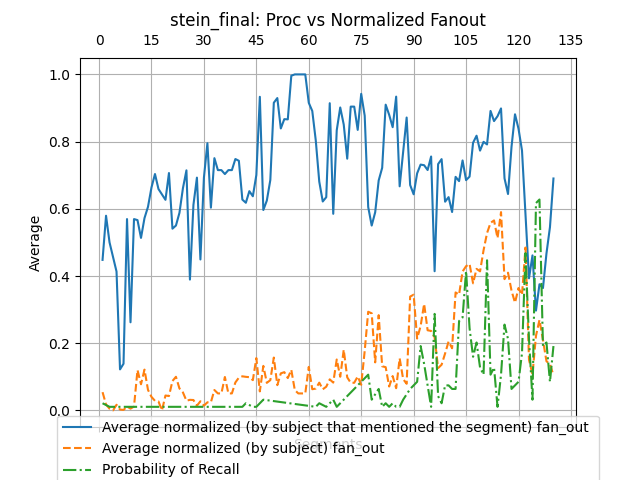 stein_final: Proc vs Normalized Fanout
0 15 30 45 60 75 90 105 120 135
1.0
0.8
0.6
0.4
0.2
0.0
Average
Segments
Average normalized (by subject that mentioned the segment) fan_out
Average normalized (by subject) fan_out
Probability of Recall